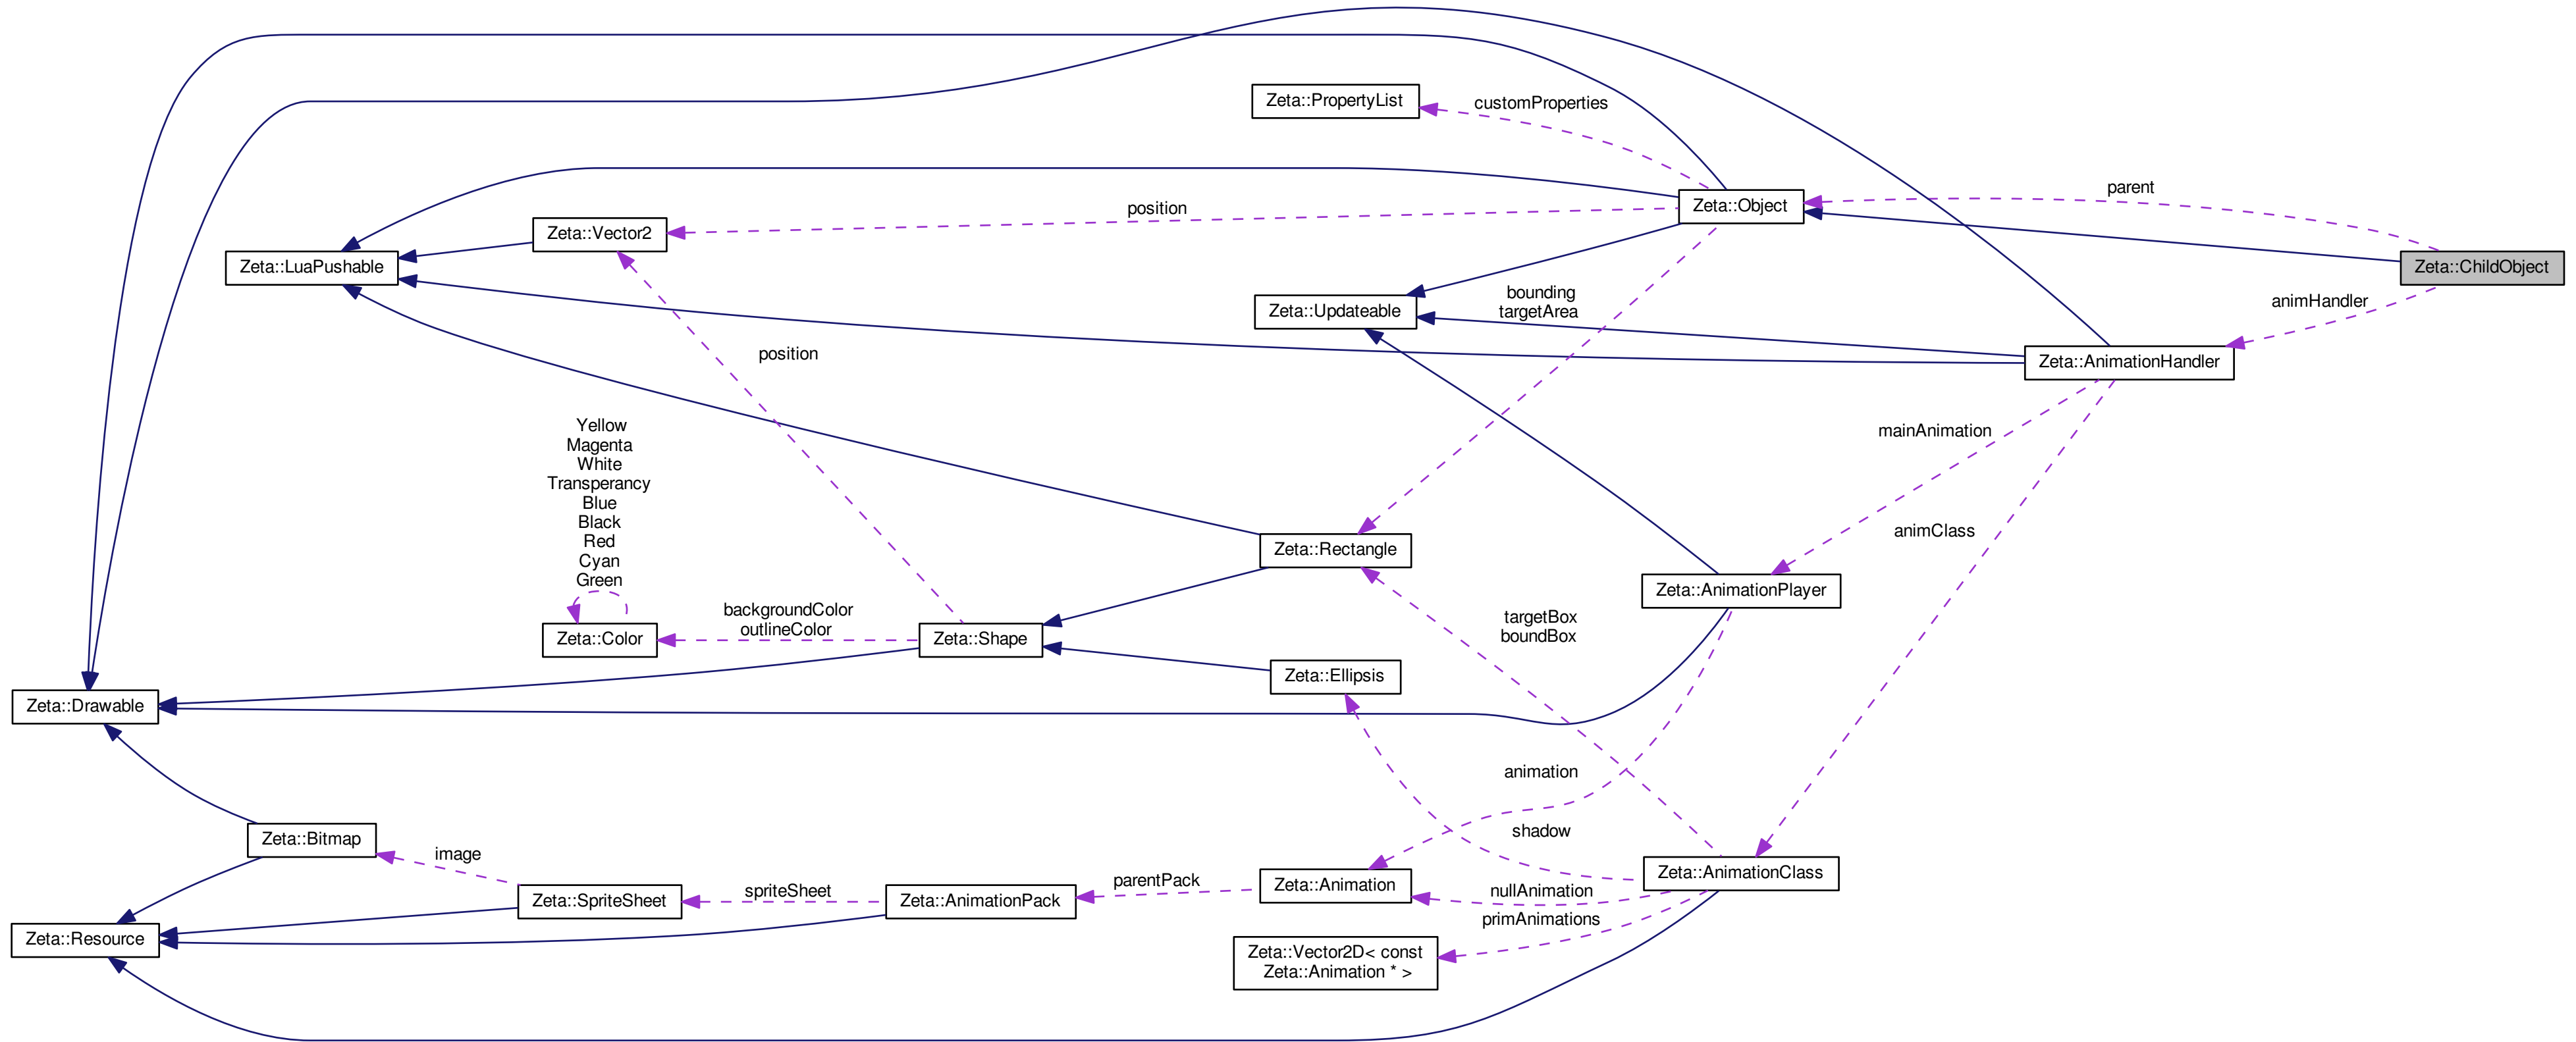 Zeta::PropertyList
customProperties
parent
Zeta::Object
position
Zeta::Vector2
Zeta::LuaPushable
Zeta::ChildObject
bounding
targetArea
animHandler
Zeta::Updateable
position
Zeta::AnimationHandler
Yellow
Magenta
White
Transperancy
Blue
Black
Red
Cyan
Green
mainAnimation
animClass
Zeta::Rectangle
Zeta::AnimationPlayer
backgroundColor
outlineColor
targetBox
boundBox
Zeta::Color
Zeta::Shape
Zeta::Ellipsis
Zeta::Drawable
animation
shadow
Zeta::Bitmap
image
Zeta::AnimationClass
parentPack
Zeta::Animation
nullAnimation
spriteSheet
Zeta::SpriteSheet
Zeta::AnimationPack
primAnimations
Zeta::Resource
Zeta::Vector2D< const
Zeta::Animation * >